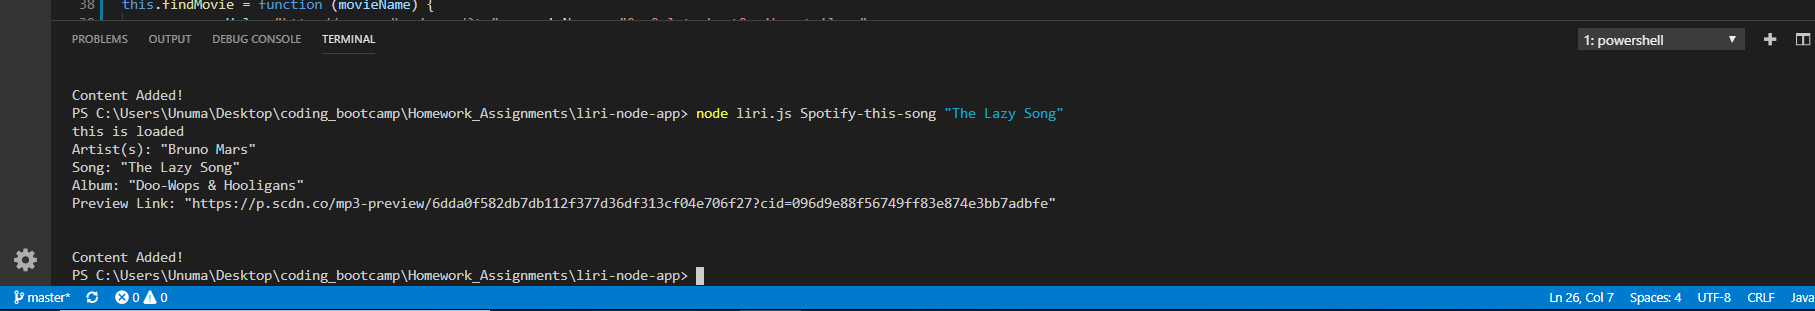 38 this.findMovie = function (movieName) {
PROBLEMS OUTPUT DEBUG CONSOLE TERMINAL 1: powershell
Content Added!
PS C:\Users\Unuma\Desktop\coding_bootcamp\Homework_Assignments\liri-node-app> node liri.js Spotify-this-song "The Lazy Song"
this is loaded
Artist(s): "Bruno Mars"
Song: "The Lazy Song"
Album: "Doo-Wops & Hooligans"
Preview Link: "https://p.scdn.co/mp3-preview/6dda0f582db7db112f377d36df313cf04e706f27?cid=096d9e88f56749ff83e874e3bb7adbfe"
Content Added!
PS C:\Users\Unuma\Desktop\coding_bootcamp\Homework_Assignments\liri-node-app>
master* 0 0 Ln 26, Col 7 Spaces: 4 UTF-8 CRLF Java